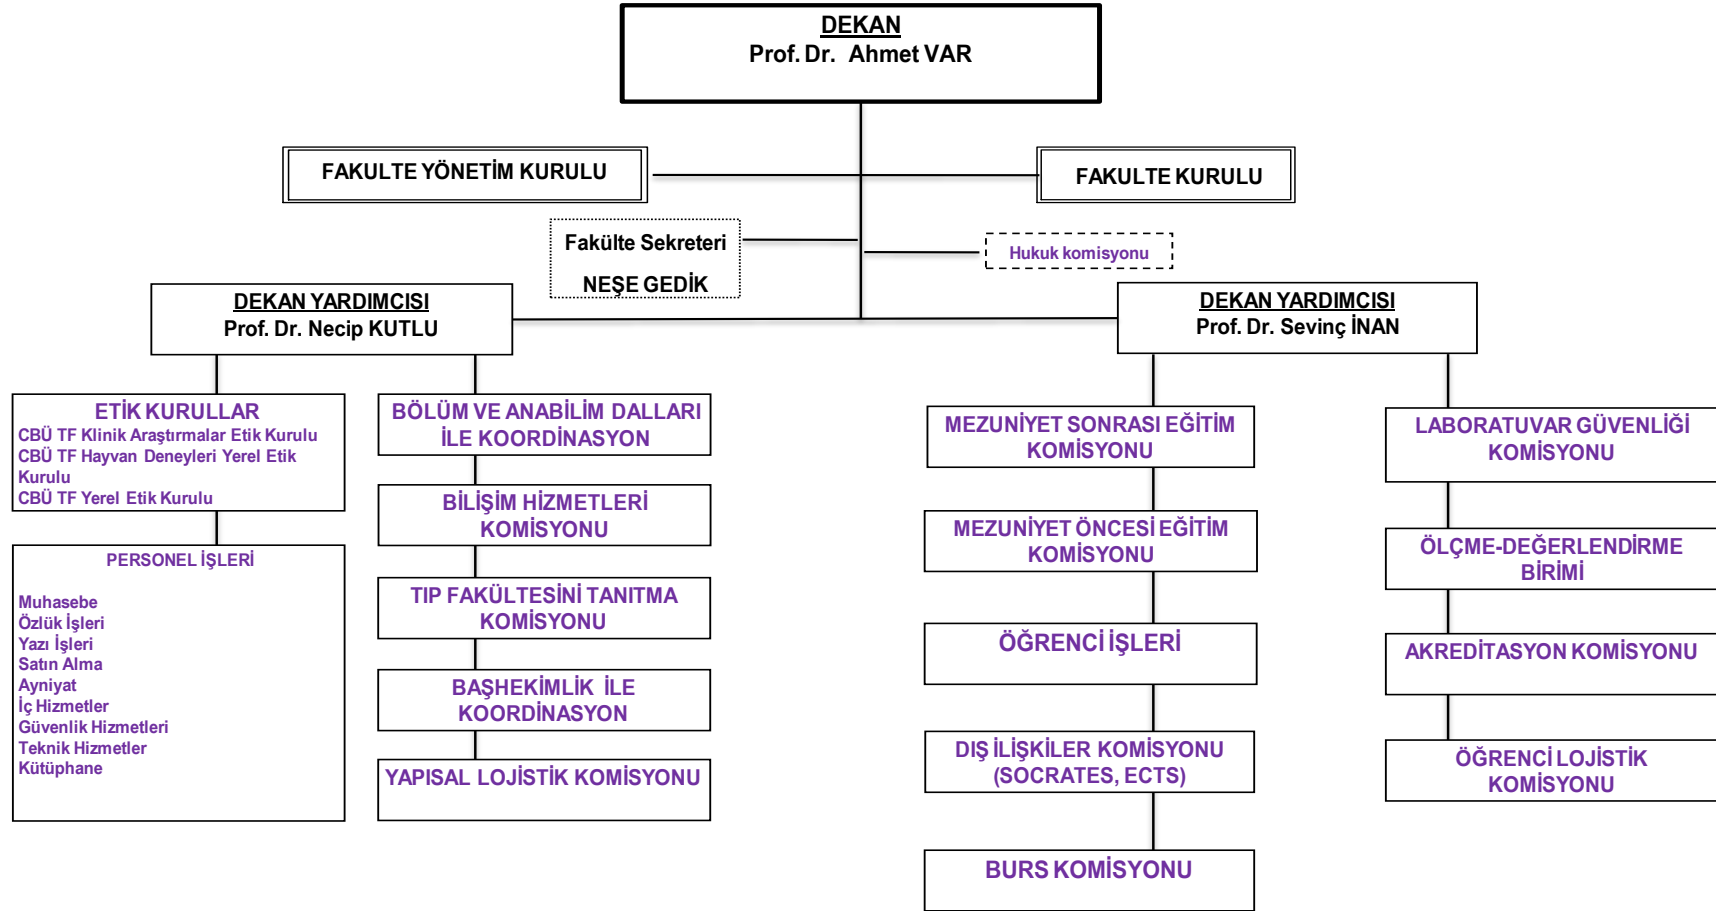 DEKAN
Prof. Dr. Ahmet VAR
FAKULTE YÖNETİM KURULU
FAKULTE KURULU
Fakülte Sekreteri
NEŞE GEDİK
Hukuk komisyonu
DEKAN YARDIMCISI
Prof. Dr. Necip KUTLU
DEKAN YARDIMCISI
Prof. Dr. Sevinç İNAN
ETİK KURULLAR
CBÜ TF Klinik Araştırmalar Etik Kurulu
CBÜ TF Hayvan Deneyleri Yerel Etik
Kurulu
CBÜ TF Yerel Etik Kurulu
PERSONEL İŞLERİ
Muhasebe
Özlük İşleri
Yazı İşleri
Satın Alma
Ayniyat
İç Hizmetler
Güvenlik Hizmetleri
Teknik Hizmetler
Kütüphane
BÖLÜM VE ANABİLİM DALLARI
İLE KOORDİNASYON
BİLİŞİM HİZMETLERİ
KOMİSYONU
TIP FAKÜLTESİNİ TANITMA
KOMİSYONU
BAŞHEKİMLİK İLE
KOORDİNASYON
YAPISAL LOJİSTİK KOMİSYONU
MEZUNİYET SONRASI EĞİTİM
KOMİSYONU
MEZUNİYET ÖNCESİ EĞİTİM
KOMİSYONU
ÖĞRENCİ İŞLERİ
DIŞ İLİŞKİLER KOMİSYONU
(SOCRATES, ECTS)
BURS KOMİSYONU
LABORATUVAR GÜVENLİĞİ
KOMİSYONU
ÖLÇME-DEĞERLENDİRME
BİRİMİ
AKREDİTASYON KOMİSYONU
ÖĞRENCİ LOJİSTİK
KOMİSYONU